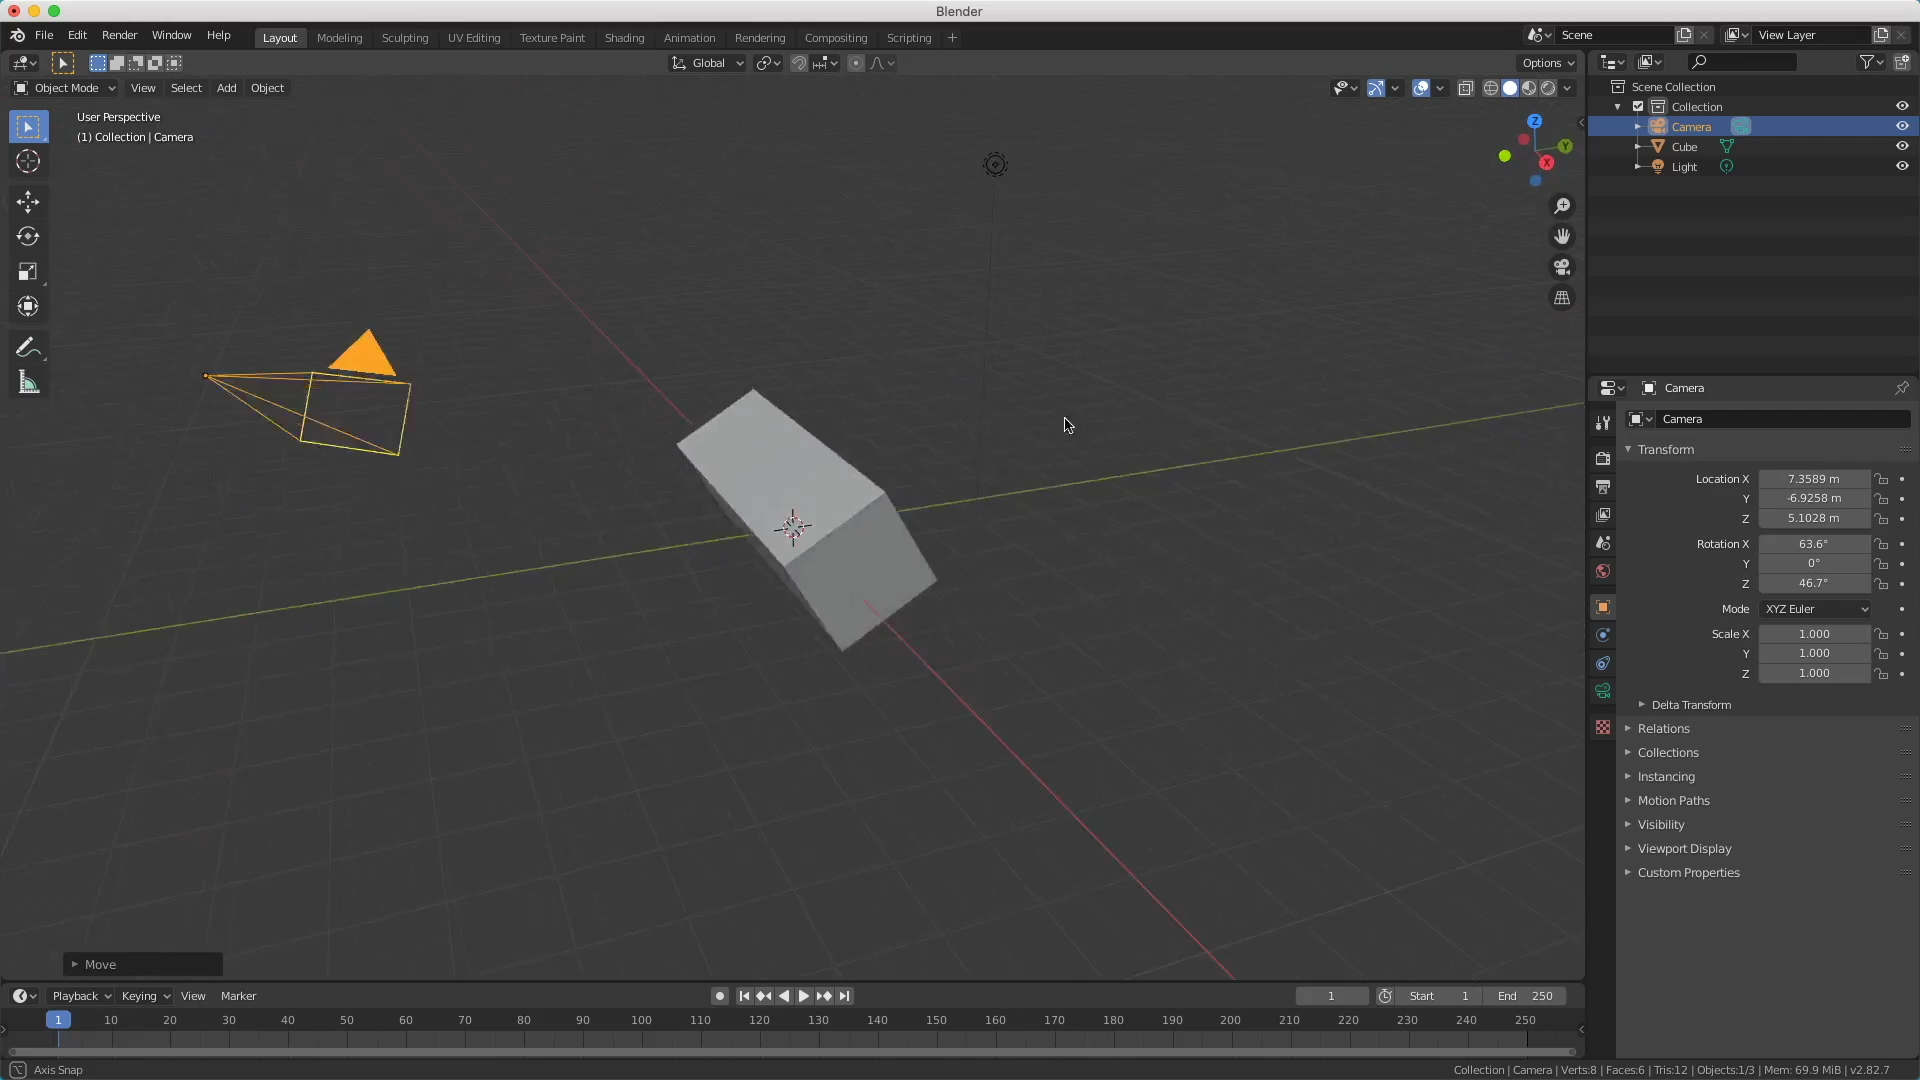 Blender
File Edit Render Window Help Layout Modeling Sculpting UV Editing Texture Paint Shading Animation Rendering Compositing Scripting + Scene View Layer
Global Options
Object Mode View Select Add Object
User Perspective
(1) Collection | Camera
Z
Y
X
Scene Collection
Collection
Camera
Cube
Light
Camera
Camera
Transform
Location X 7.3589 m
Y -6.9258 m
Z 5.1028 m
Rotation X 63.6°
Y 0°
Z 46.7°
Mode XYZ Euler
Scale X 1.000
Y 1.000
Z 1.000
Delta Transform
Relations
Collections
Instancing
Motion Paths
Visibility
Viewport Display
Custom Properties
Move
Playback Keying View Marker 1 Start 1 End 250
1 10 20 30 40 50 60 70 80 90 100 110 120 130 140 150 160 170 180 190 200 210 220 230 240 250
Axis Snap Collection | Camera | Verts:8 | Faces:6 | Tris:12 | Objects:1/3 | Mem: 69.9 MiB | v2.82.7